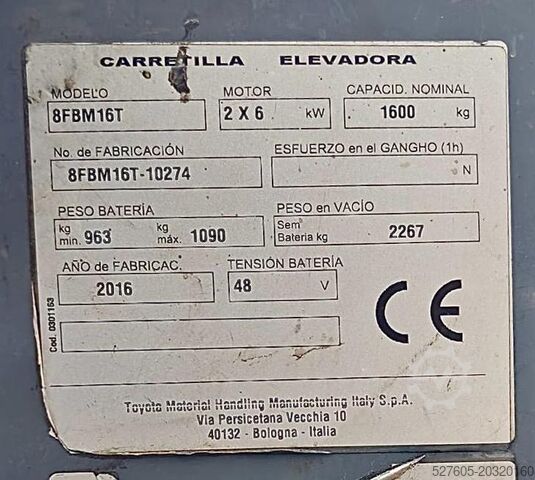 CARRETILLA ELEVADORA
MODELO MOTOR CAPACID. NOMINAL
8FBM16T 2 X 6 kW 1600 kg
No. de FABRICACIÓN ESFUERZO en el GANGHO (1h)
8FBM16T-10274 N
PESO BATERÍA PESO en VACÍO
kg min. 963 kg máx. 1090 Sem Bateria kg 2267
AÑO de FABRICAC. TENSIÓN BATERÍA
2016 48 V
CE
Cod. 0301163
Toyota Material Handling Manufacturing Italy S.p.A.
Via Persicetana Vecchia 10
40132 - Bologna - Italia
527605-20320160